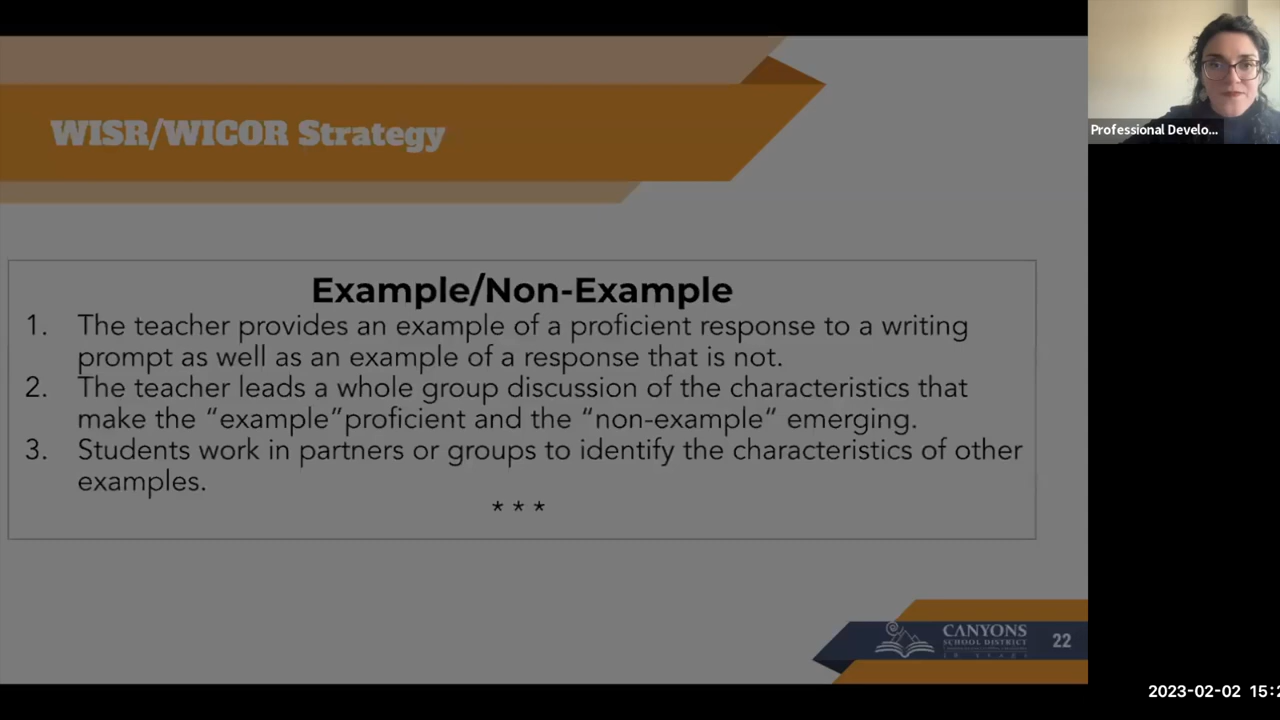 WISR/WICOR Strategy
Professional Develo...
Example/Non-Example
1. The teacher provides an example of a proficient response to a writing
prompt as well as an example of a response that is not.
2. The teacher leads a whole group discussion of the characteristics that
make the “example”proficient and the “non-example” emerging.
3. Students work in partners or groups to identify the characteristics of other
examples.
* * *
CANYONS
SCHOOL DISTRICT
22
2023-02-02 15:2